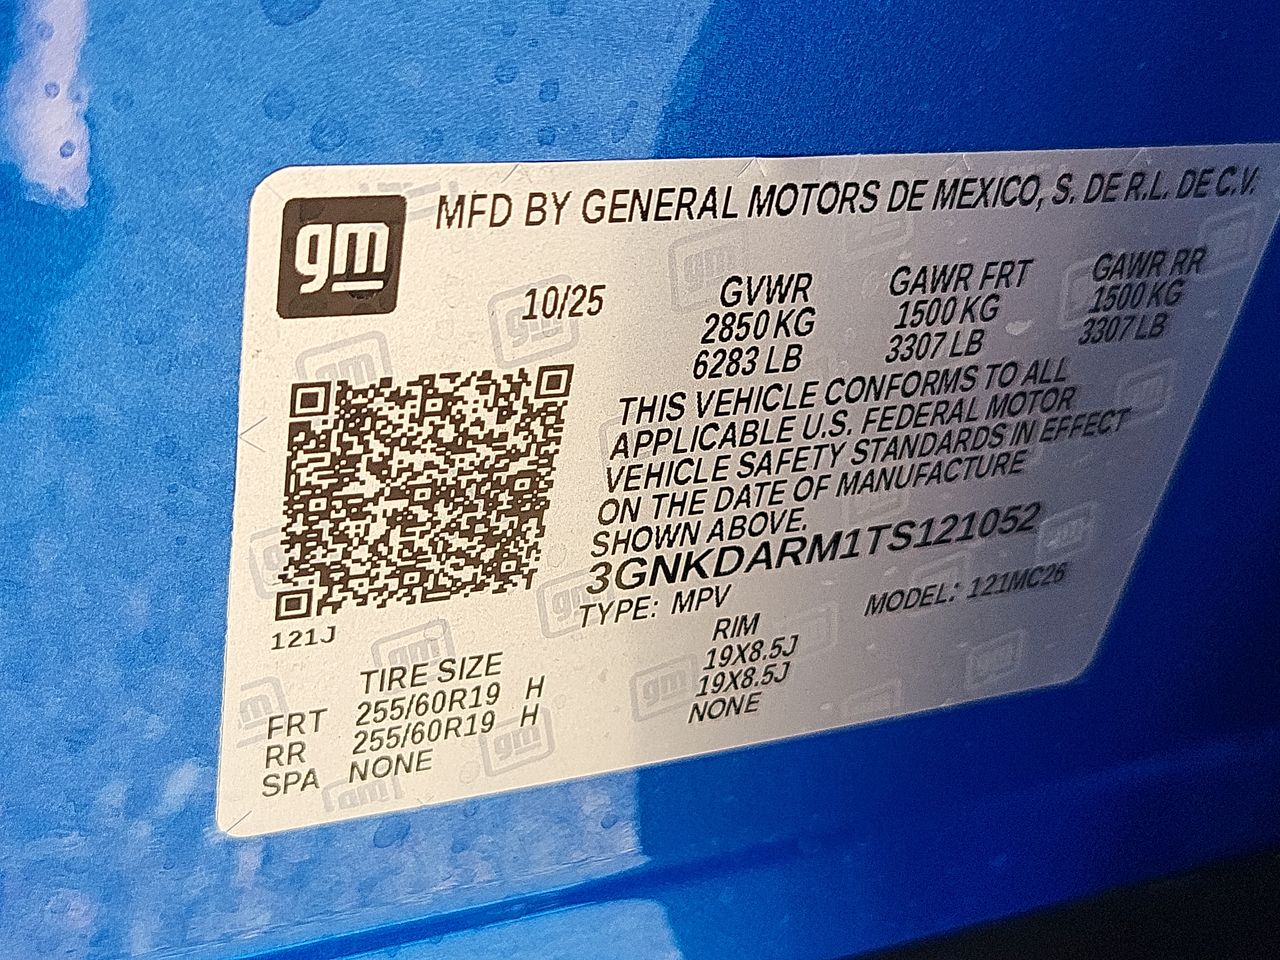 gm
MFD BY GENERAL MOTORS DE MEXICO, S. DE R.L. DE C.V.
10/25
GVWR GAWR FRT GAWR RR
2850 KG 1500 KG 1500 KG
6283 LB 3307 LB 3307 LB
THIS VEHICLE CONFORMS TO ALL
APPLICABLE U.S. FEDERAL MOTOR
VEHICLE SAFETY STANDARDS IN EFFECT
ON THE DATE OF MANUFACTURE
SHOWN ABOVE.
3GNKDARM1TS121052
TYPE: MPV MODEL: 121MC26
121J
TIRE SIZE RIM
FRT 255/60R19 H 19X8.5J
RR 255/60R19 H 19X8.5J
SPA NONE NONE